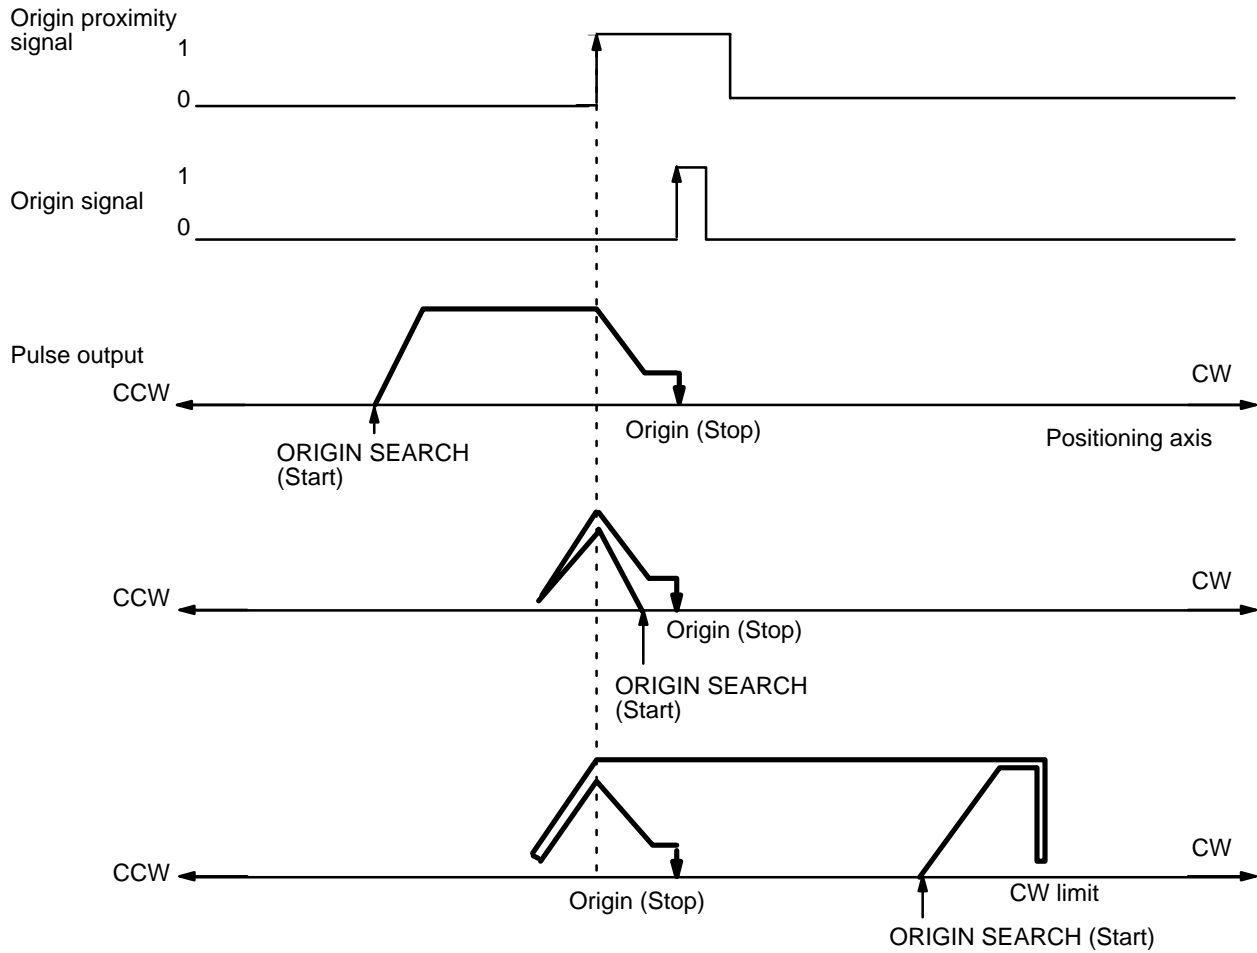 Origin proximity
signal
1
0
1
Origin signal
0
Pulse output
CCW
CW
Origin (Stop)
Positioning axis
ORIGIN SEARCH
(Start)
CCW
CW
Origin (Stop)
ORIGIN SEARCH
(Start)
CCW
CW
Origin (Stop)
CW limit
ORIGIN SEARCH (Start)